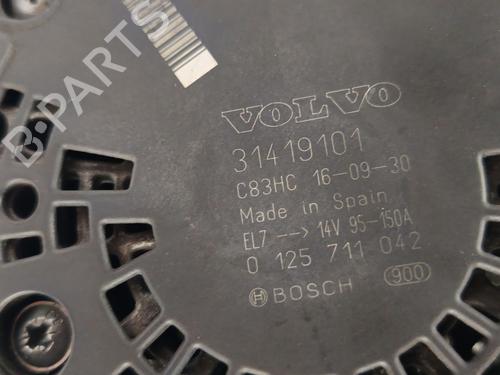 B-PARTS
VOLVO
31419101
C83HC 16-09-30
Made in Spain
EL7 --> 14V 95-150A
0 125 711 042
BOSCH 900